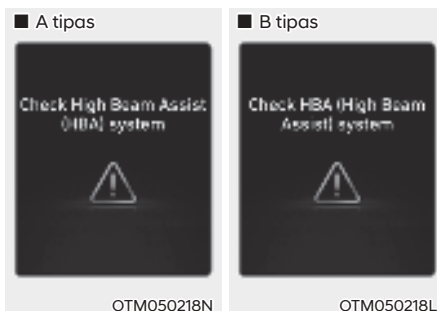 ■ A tipas
Check High Beam Assist
(HBA) system
OTM050218N
■ B tipas
Check HBA (High Beam
Assist) system
OTM050218L